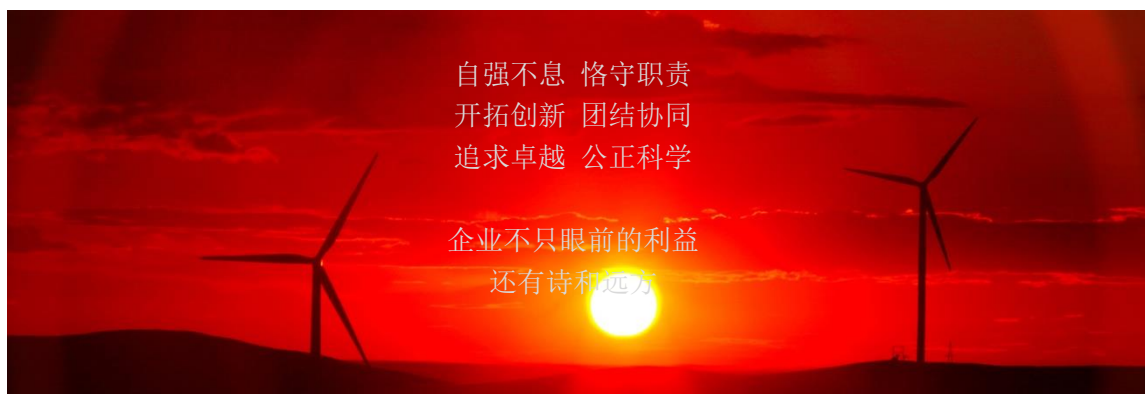 自强不息 恪守职责
开拓创新 团结协同
追求卓越 公正科学
企业不只眼前的利益
还有诗和远方